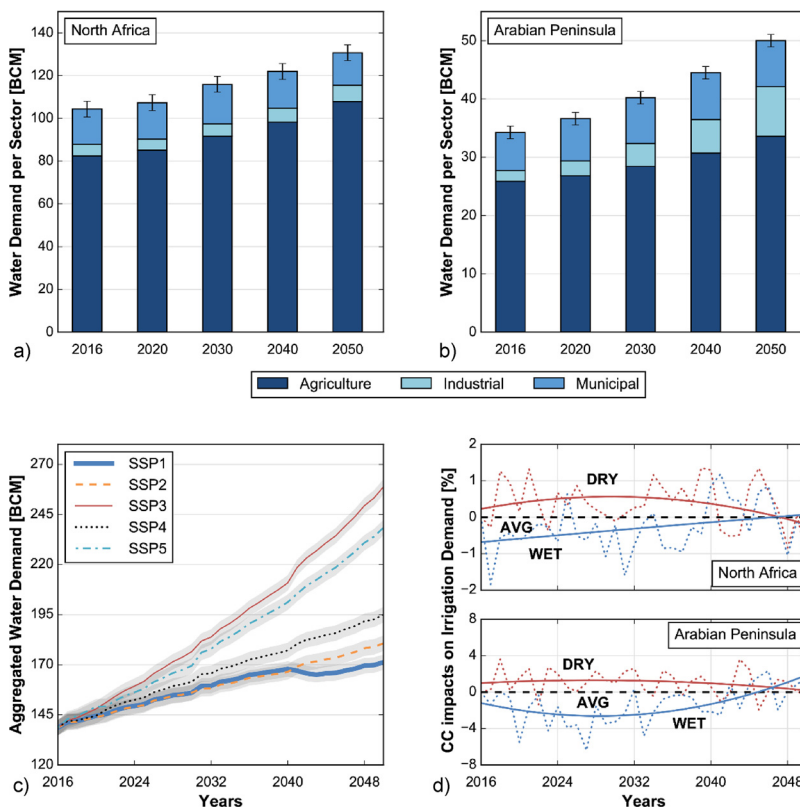 North Africa
Water Demand per Sector [BCM]
140
120
100
80
60
40
20
0
2016 2020 2030 2040 2050
a)
Arabian Peninsula
Water Demand per Sector [BCM]
50
40
30
20
10
0
2016 2020 2030 2040 2050
b)
Agriculture Industrial Municipal
SSP1
SSP2
SSP3
SSP4
SSP5
Aggregated Water Demand [BCM]
270
245
220
195
170
145
120
2016 2024 2032 2040 2048
Years
c)
CC impacts on Irrigation Demand [%]
2
1
0
−1
−2
DRY
AVG
WET
North Africa
8
4
0
−4
−8
Arabian Peninsula
DRY
AVG
WET
2016 2024 2032 2040 2048
Years
d)